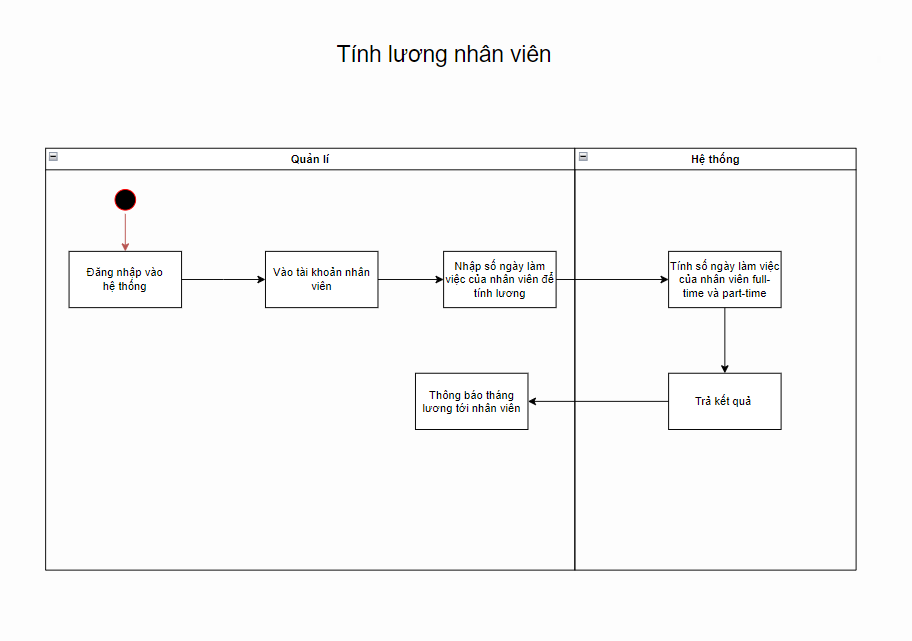 Tính lương nhân viên
Quản lí
Hệ thống
Đăng nhập vào
hệ thống
Vào tài khoản nhân
viên
Nhập số ngày làm
việc của nhân viên để
tính lương
Tính số ngày làm việc
của nhân viên full-
time và part-time
Thông báo tháng
lương tới nhân viên
Trả kết quả